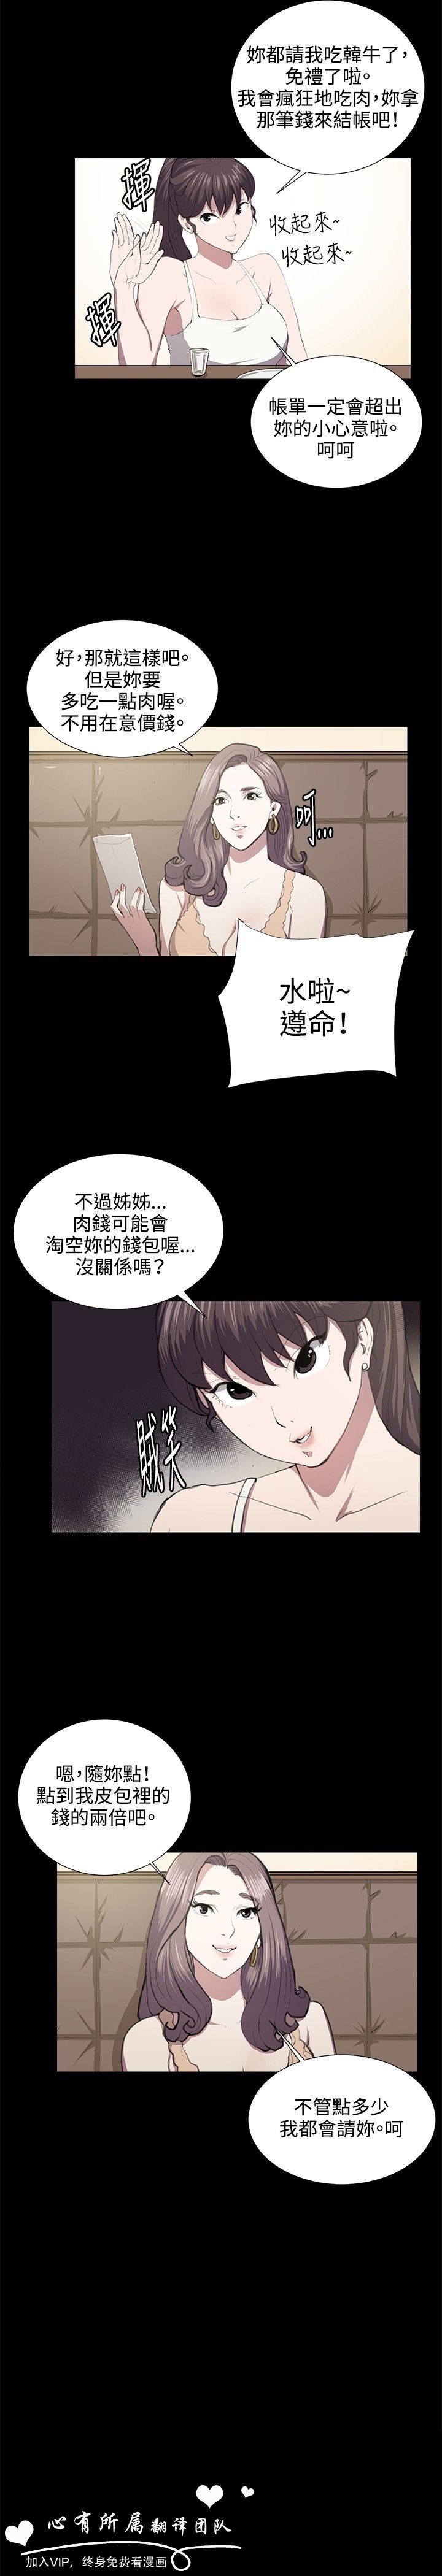 妳都請我吃韓牛了，
免禮了啦。
我會瘋狂地吃肉，妳拿
那筆錢來結帳吧！
揮
收起來~
收起來~
揮
帳單一定會超出
妳的小心意啦。
呵呵
好，那就這樣吧。
但是妳要
多吃一點肉喔。
不用在意價錢。
呵...
水啦~
遵命！
不過姊姊...
肉錢可能會
淘空妳的錢包喔...
沒關係嗎？
賊笑
嗯，隨妳點！
點到我皮包裡的
錢的兩倍吧。
不管點多少
我都會請妳。呵
心有所属翻译团队
加入VIP，终身免费看漫画